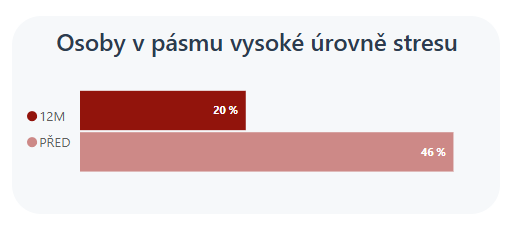 Osoby v pásmu vysoké úrovně stresu
12M
20 %
PŘED
46 %